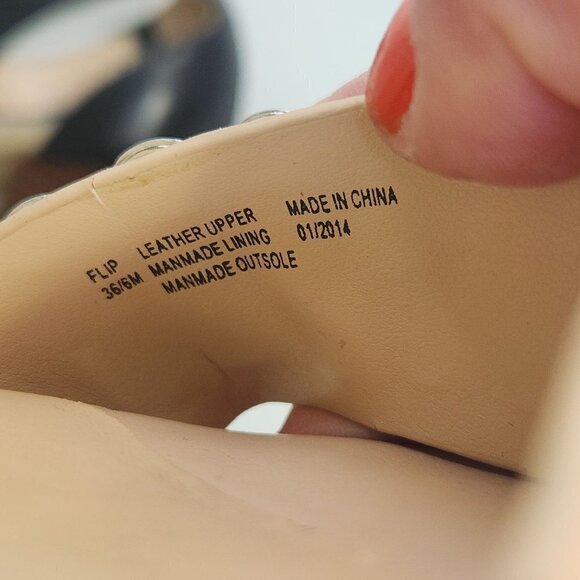 FLIP LEATHER UPPER MADE IN CHINA
36/6M MANMADE LINING 01/2014
MANMADE OUTSOLE